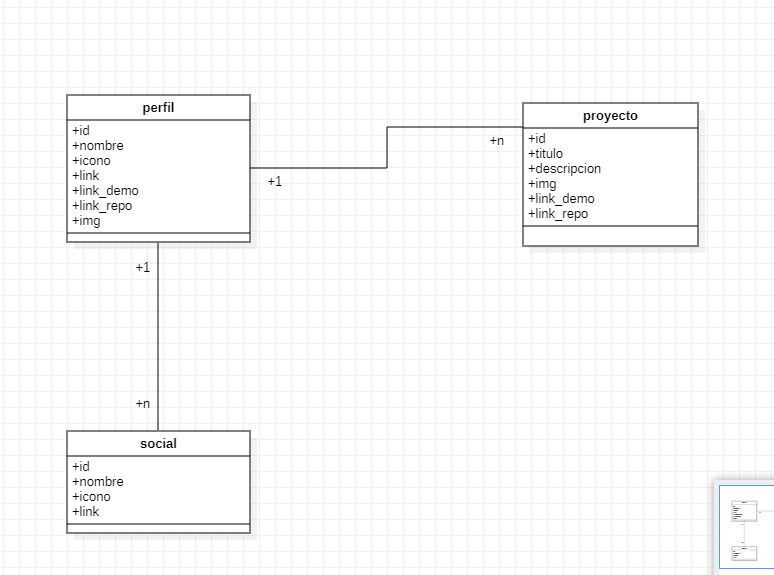 perfil
+id
+nombre
+icono
+link
+link_demo
+link_repo
+img
+1
+n
proyecto
+id
+titulo
+descripcion
+img
+link_demo
+link_repo
+1
+n
social
+id
+nombre
+icono
+link